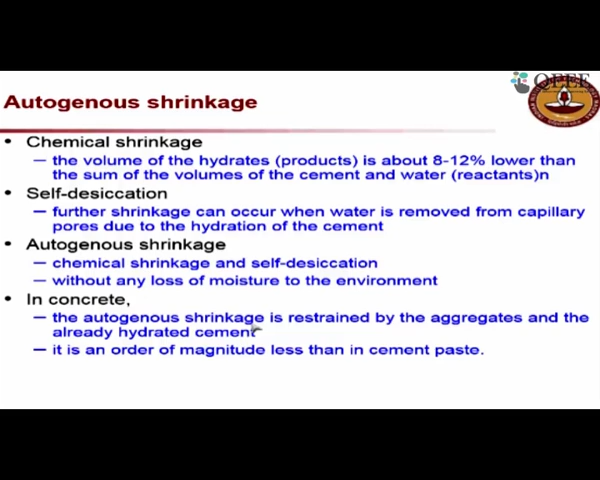 QEEE
Autogenous shrinkage
• Chemical shrinkage
– the volume of the hydrates (products) is about 8-12% lower than
the sum of the volumes of the cement and water (reactants)n
• Self-desiccation
– further shrinkage can occur when water is removed from capillary
pores due to the hydration of the cement
• Autogenous shrinkage
– chemical shrinkage and self-desiccation
– without any loss of moisture to the environment
• In concrete,
– the autogenous shrinkage is restrained by the aggregates and the
already hydrated cement
– it is an order of magnitude less than in cement paste.